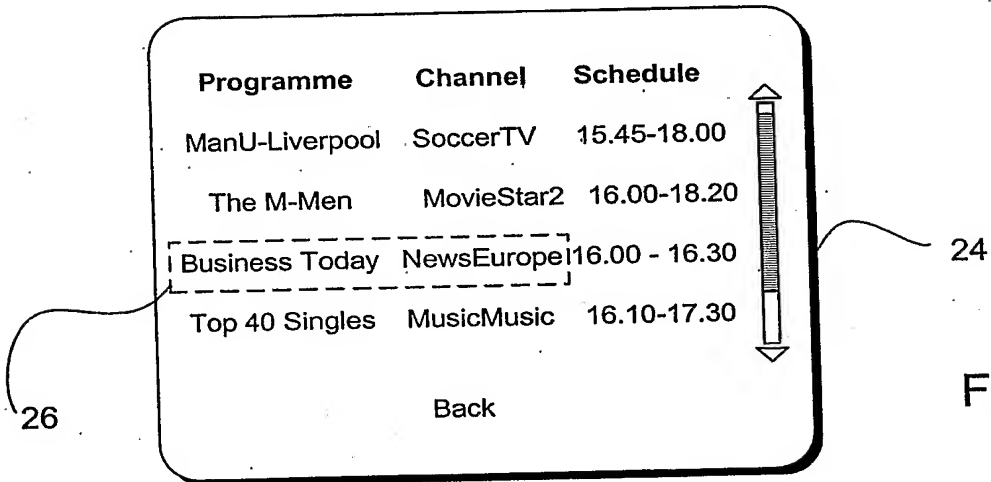 Programme Channel Schedule
ManU-Liverpool SoccerTV 15.45-18.00
The M-Men MovieStar2 16.00-18.20
Business Today NewsEurope 16.00 - 16.30
24
Top 40 Singles MusicMusic 16.10-17.30
Back
F
26